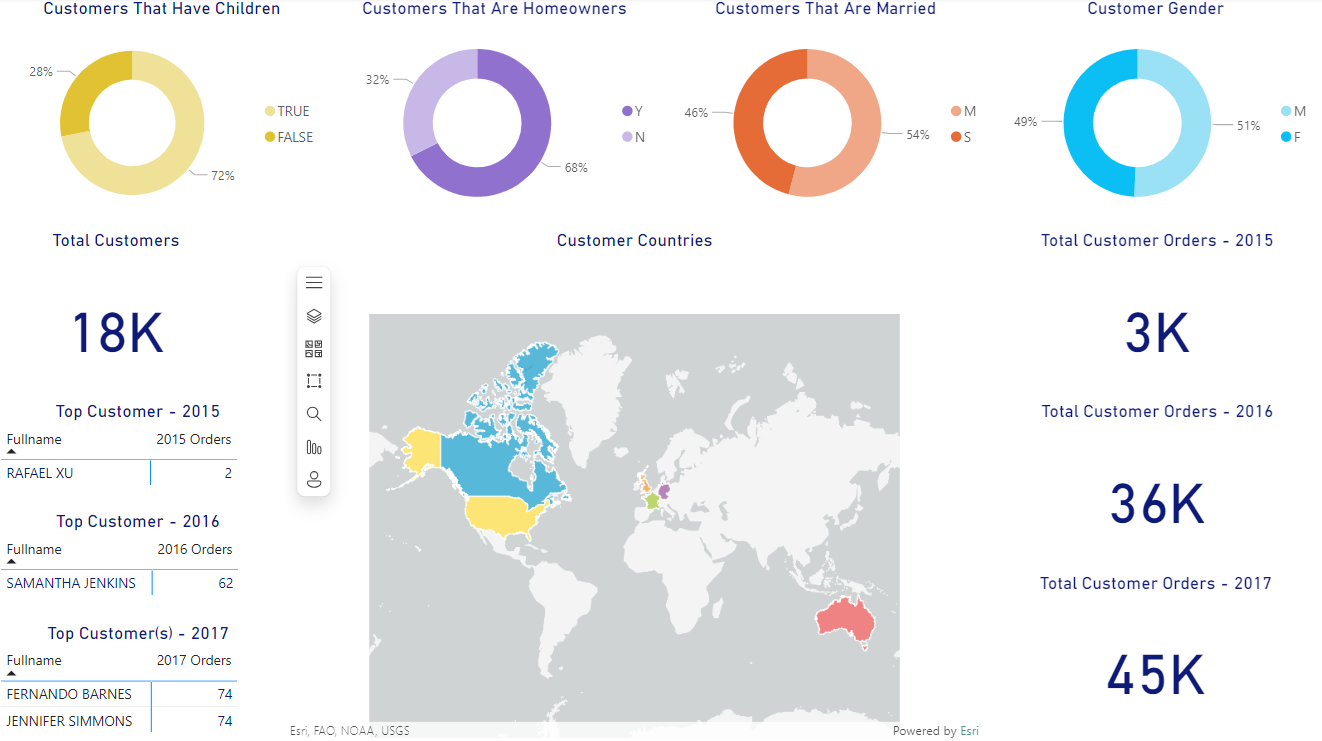 Customers That Have Children
28%
72%
TRUE
FALSE
Customers That Are Homeowners
32%
68%
Y
N
Customers That Are Married
46%
54%
M
S
Customer Gender
49%
51%
M
F
Total Customers
18K
Customer Countries
Total Customer Orders - 2015
3K
Top Customer - 2015
Fullname 2015 Orders
RAFAEL XU 2
Total Customer Orders - 2016
36K
Top Customer - 2016
Fullname 2016 Orders
SAMANTHA JENKINS 62
Total Customer Orders - 2017
45K
Top Customer(s) - 2017
Fullname 2017 Orders
FERNANDO BARNES 74
JENNIFER SIMMONS 74
Esri, FAO, NOAA, USGS
Powered by Esri